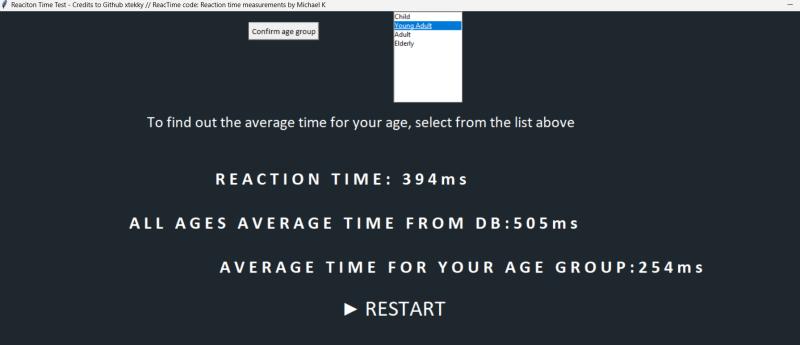 Reaciton Time Test - Credits to Github xtekky // ReacTime code: Reaction time measurements by Michael K
Confirm age group
Child
Young Adult
Adult
Elderly
To find out the average time for your age, select from the list above
REACTION TIME: 394ms
ALL AGES AVERAGE TIME FROM DB:505ms
AVERAGE TIME FOR YOUR AGE GROUP:254ms
► RESTART